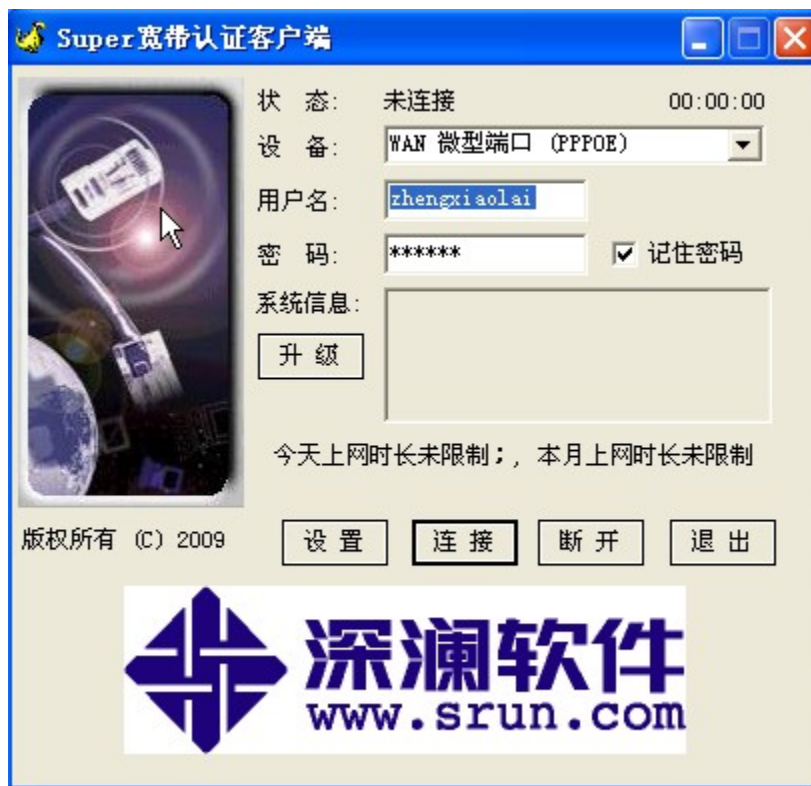 Super宽带认证客户端
状 态: 未连接 00:00:00
设 备: WAN 微型端口 (PPPOE)
用户名: zhengxiaolai
密 码: ****** 记住密码
系统信息:
升 级
今天上网时长未限制;, 本月上网时长未限制
版权所有 (C) 2009 设 置 连 接 断 开 退 出
深澜软件
www.srun.com